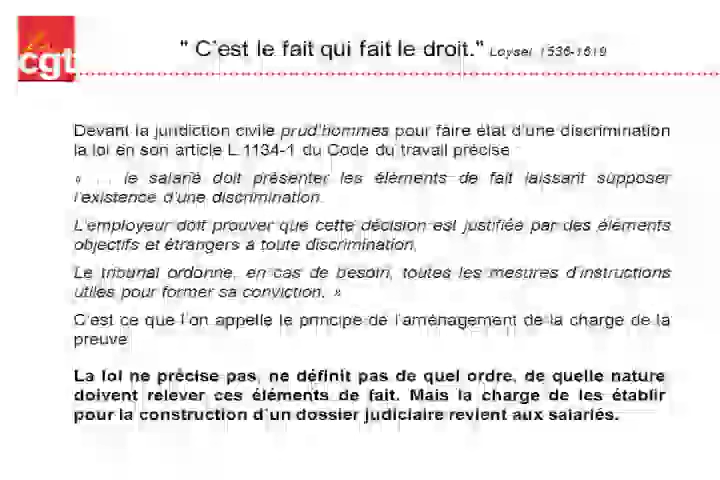 cgt
" C'est le fait qui fait le droit." Loysel 1536-1619
Devant la juridiction civile prud'hommes pour faire état d'une discrimination
la loi en son article L.1134-1 du Code du travail précise :
« ... le salarié doit présenter les éléments de fait laissant supposer
l'existence d'une discrimination.
L'employeur doit prouver que cette décision est justifiée par des éléments
objectifs et étrangers à toute discrimination,
Le tribunal ordonne, en cas de besoin, toutes les mesures d'instructions
utiles pour former sa conviction. »
C'est ce que l'on appelle le principe de l'aménagement de la charge de la
preuve
La loi ne précise pas, ne définit pas de quel ordre, de quelle nature
doivent relever ces éléments de fait. Mais la charge de les établir
pour la construction d'un dossier judiciaire revient aux salariés.